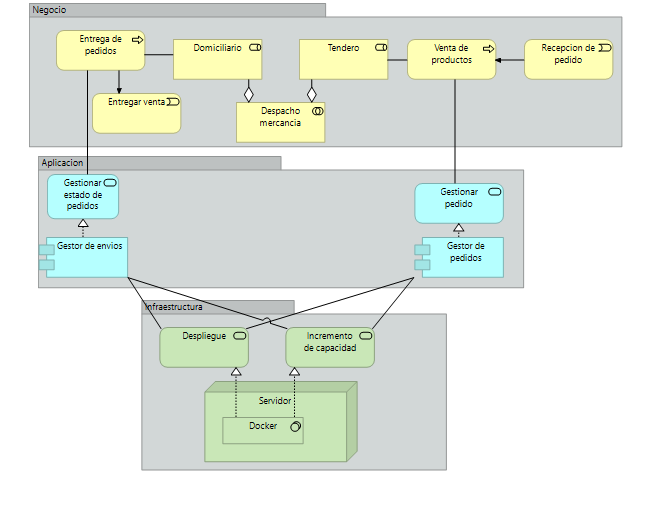 Negocio
Entrega de
pedidos
Domiciliario
Tendero
Venta de
productos
Recepcion de
pedido
Entregar venta
Despacho
mercancia
Aplicacion
Gestionar
estado de
pedidos
Gestionar
pedido
Gestor de envios
Gestor de
pedidos
Infraestructura
Despliegue
Incremento
de capacidad
Servidor
Docker